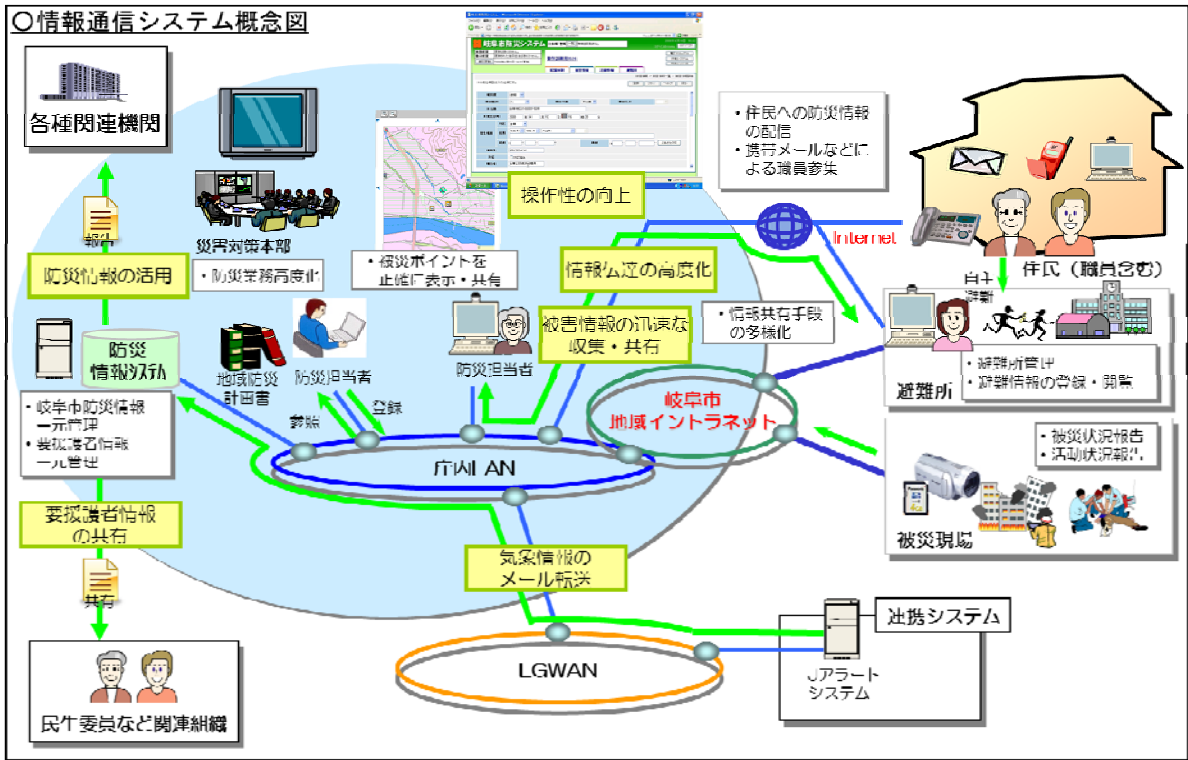 〇情報通信システム概念図
各種関連機関
報告
防災情報の活用
災害対策本部
・防災業務高度化
・被災ポイントを
正確に表示・共有
岐阜市防災システム
操作性の向上
・住民への防災情報
の配信
・携帯メールなどに
よる職員参集
Internet
住民（職員含む）
自主
避難
情報伝達の高度化
被害情報の迅速な
収集・共有
・情報共有手段
の多様化
避難所
・避難所管理
・避難情報の登録・閲覧
防災
情報システム
地域防災
計画書
防災担当者
参照
登録
防災担当者
・岐阜市防災情報
一元管理
・要援護者情報
一元管理
庁内LAN
岐阜市
地域イントラネット
・被災状況報告
・活動状況報告
被災現場
要援護者情報
の共有
共有
気象情報の
メール転送
民生委員など関連組織
LGWAN
連携システム
Jアラート
システム